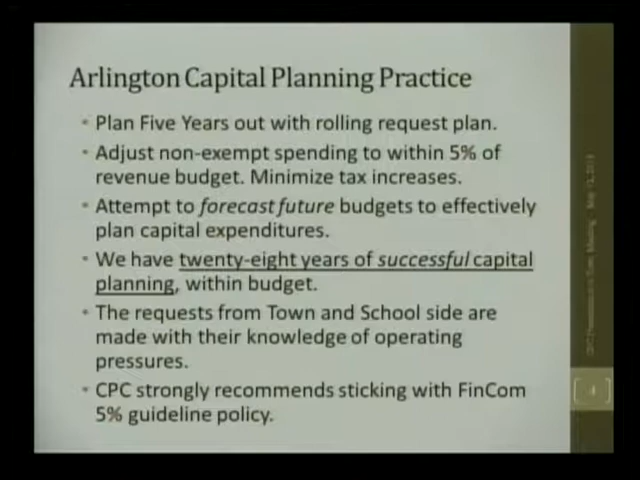 Arlington Capital Planning Practice
• Plan Five Years out with rolling request plan.
• Adjust non-exempt spending to within 5% of
revenue budget. Minimize tax increases.
• Attempt to forecast future budgets to effectively
plan capital expenditures.
• We have twenty-eight years of successful capital
planning, within budget.
• The requests from Town and School side are
made with their knowledge of operating
pressures.
• CPC strongly recommends sticking with FinCom
5% guideline policy.
4